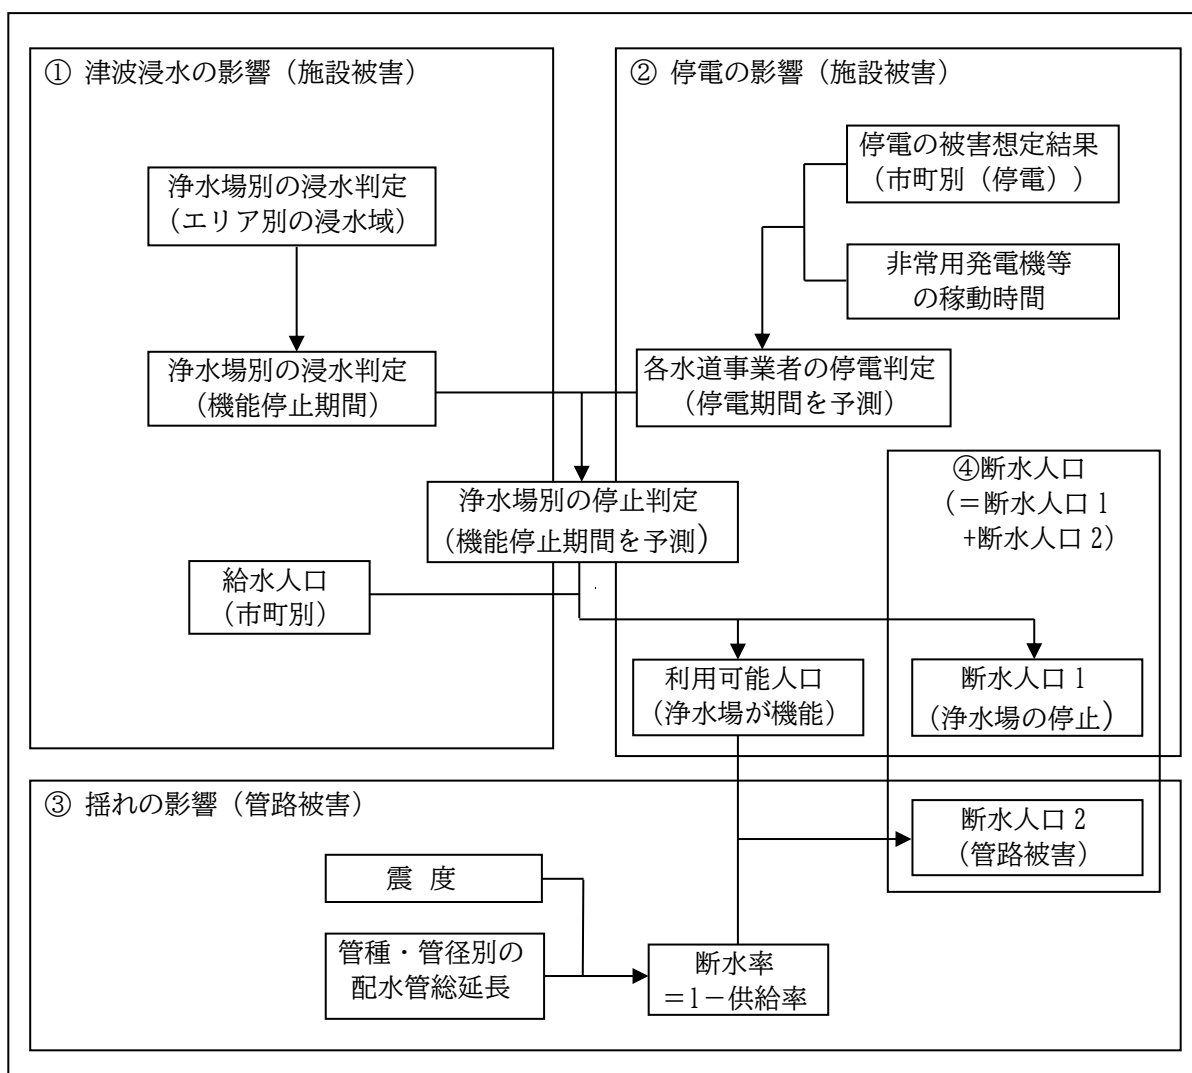 ① 津波浸水の影響（施設被害）
浄水場別の浸水判定
（エリア別の浸水域）
浄水場別の浸水判定
（機能停止期間）
② 停電の影響（施設被害）
停電の被害想定結果
（市町別（停電））
非常用発電機等
の稼動時間
各水道事業者の停電判定
（停電期間を予測）
浄水場別の停止判定
（機能停止期間を予測）
給水人口
（市町別）
④断水人口
（＝断水人口 1
+断水人口 2）
利用可能人口
（浄水場が機能）
断水人口 1
（浄水場の停止）
③ 揺れの影響（管路被害）
断水人口 2
（管路被害）
震 度
管種・管径別の
配水管総延長
断水率
＝1－供給率